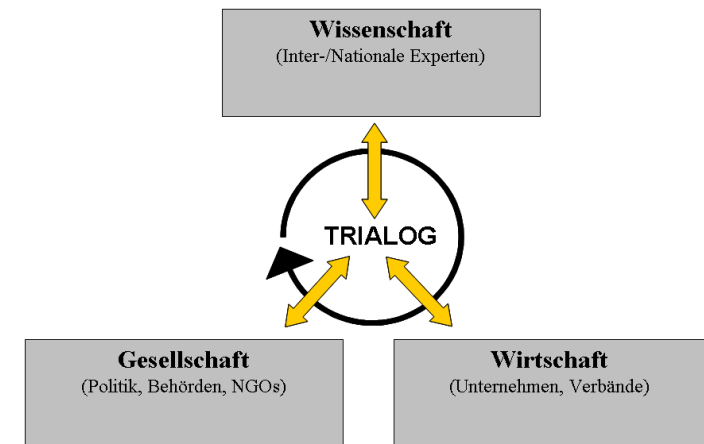 Wissenschaft
(Inter-/Nationale Experten)
TRIALOG
Gesellschaft
(Politik, Behörden, NGOs)
Wirtschaft
(Unternehmen, Verbände)